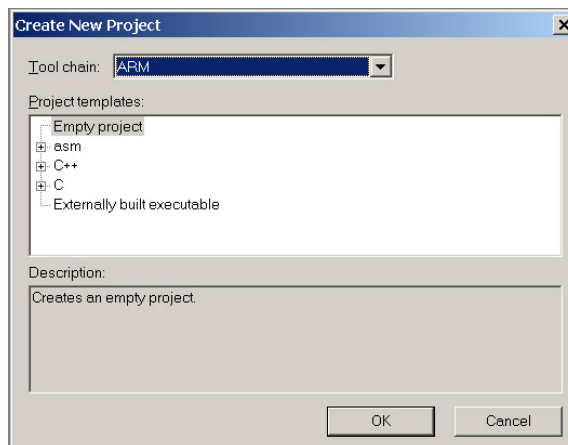 Create New Project
Tool chain: ARM
Project templates:
Empty project
asm
C++
C
Externally built executable
Description:
Creates an empty project.
OK Cancel